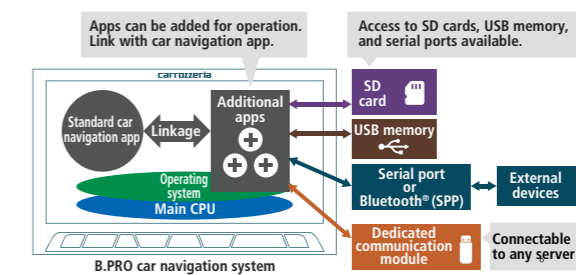 Apps can be added for operation.
Link with car navigation app.
Access to SD cards, USB memory,
and serial ports available.
carrozzeria
Standard car
navigation app
Linkage
Additional
apps
Operating
system
Main CPU
SD
card
USB memory
Serial port
or
Bluetooth® (SPP)
External
devices
Dedicated
communication
module
Connectable
to any server
B.PRO car navigation system